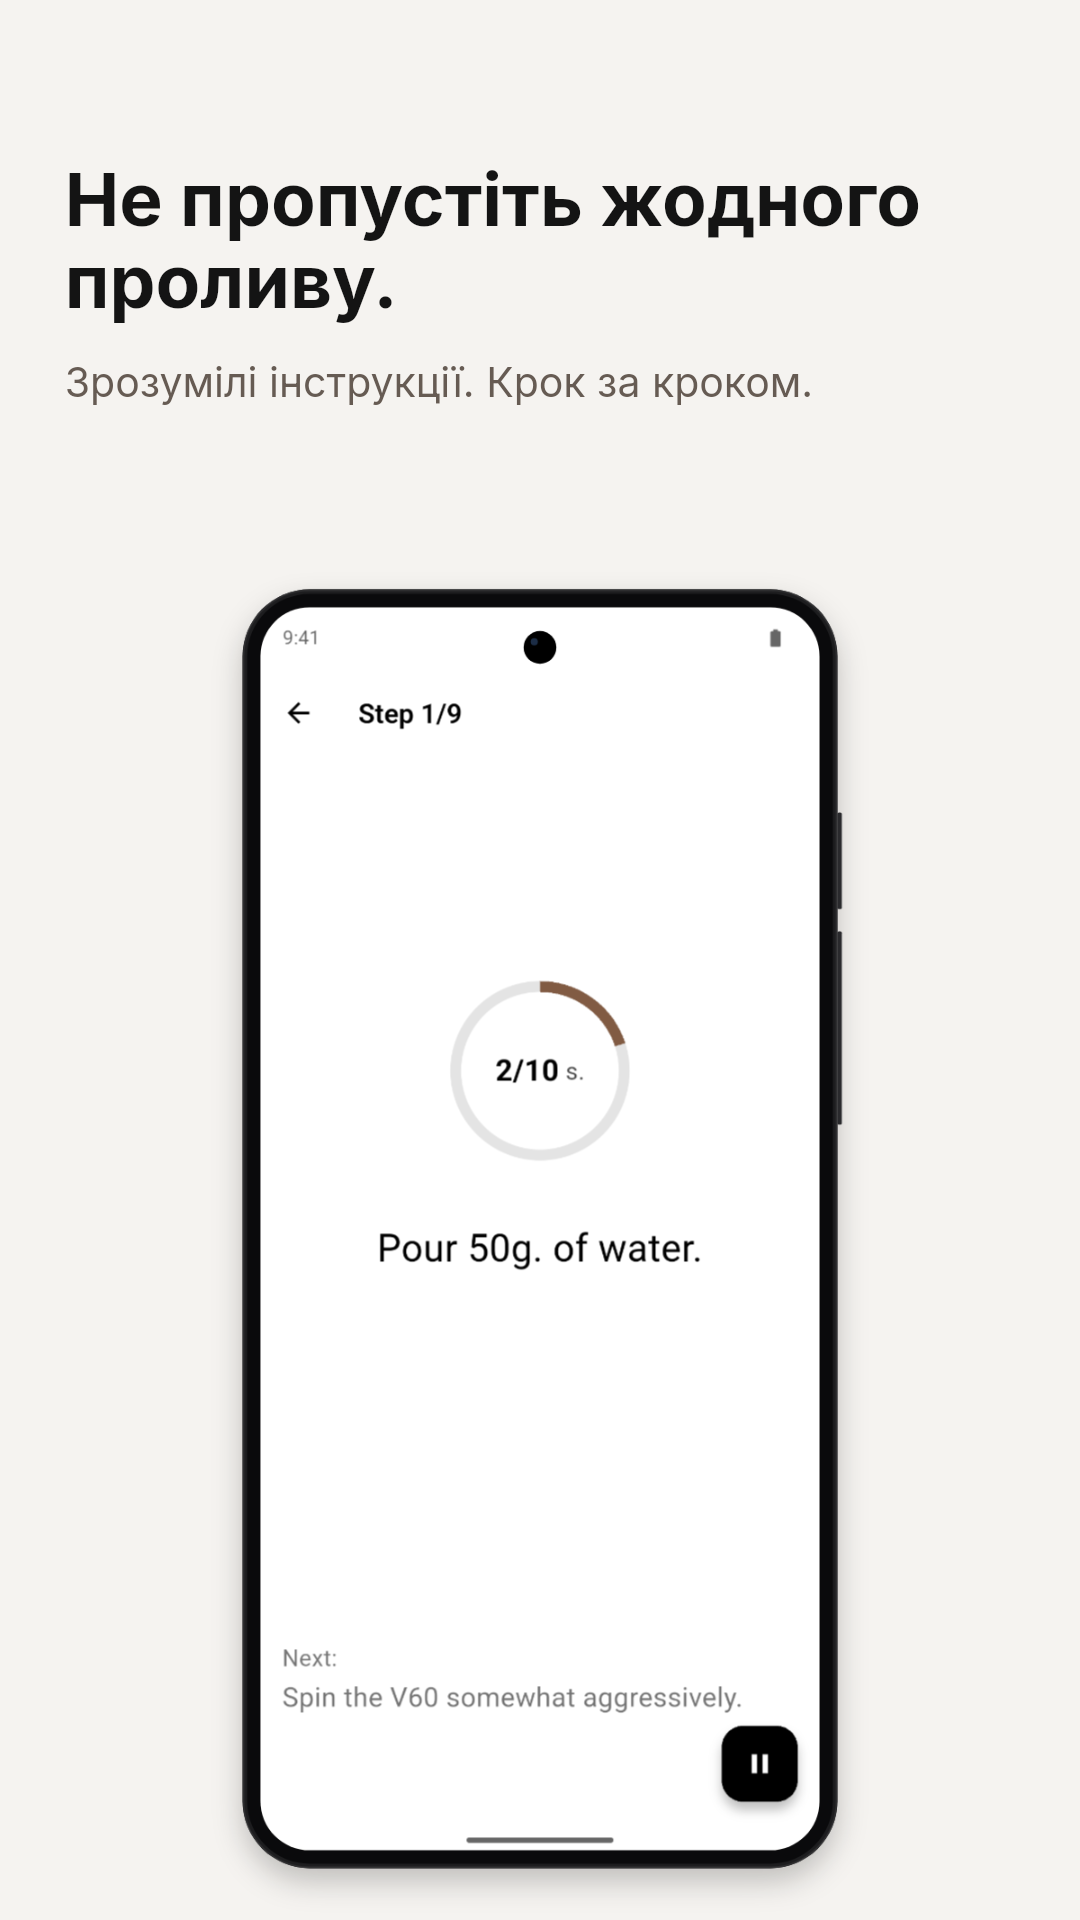 Не пропустіть жодного
проливу.
Зрозумілі інструкції. Крок за кроком.
9:41
Step 1/9
2/10 s.
Pour 50g. of water.
Next:
Spin the V60 somewhat aggressively.